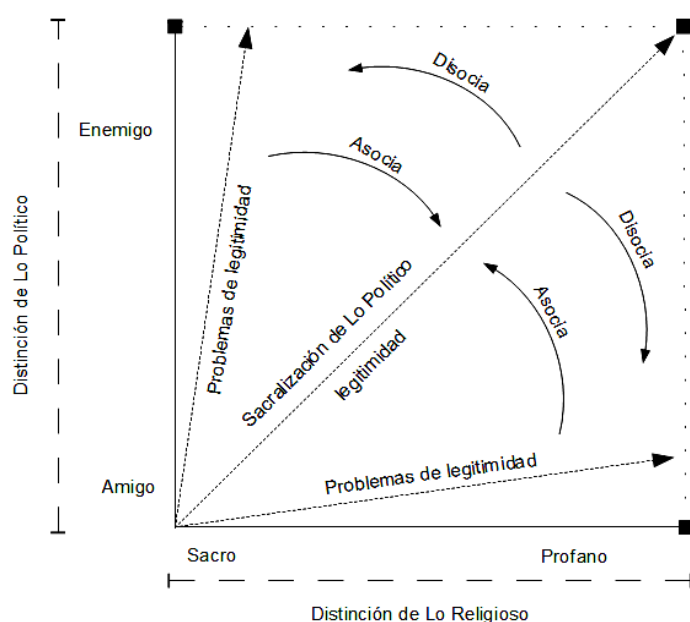 Disocia
Enemigo
Asocia
Problemas de legitimidad
Disocia
Distinción de Lo Político
Sacralización de Lo Político
legitimidad
Asocia
Problemas de legitimidad
Amigo
Sacro
Profano
Distinción de Lo Religioso